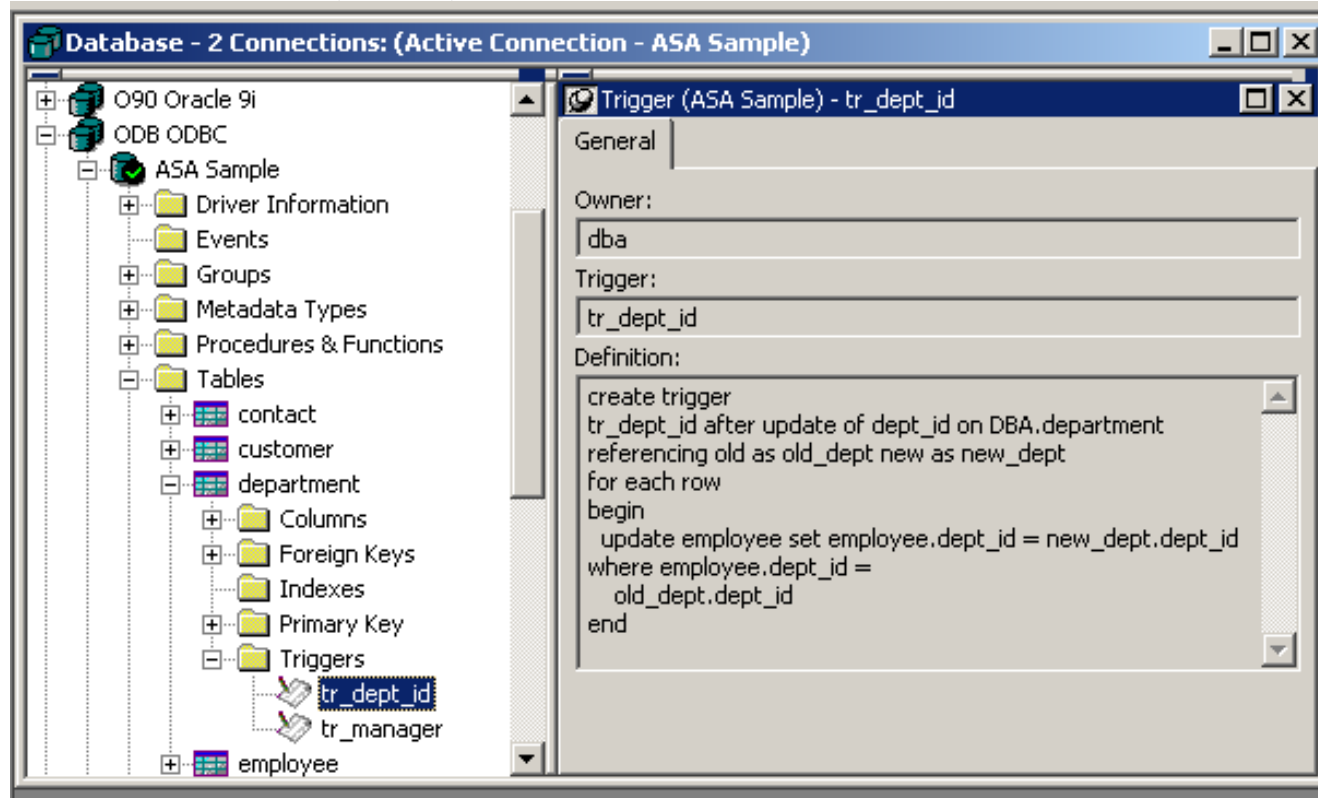 Database - 2 Connections: (Active Connection - ASA Sample)
O90 Oracle 9i
ODB ODBC
ASA Sample
Driver Information
Events
Groups
Metadata Types
Procedures & Functions
Tables
contact
customer
department
Columns
Foreign Keys
Indexes
Primary Key
Triggers
tr_dept_id
tr_manager
employee
Trigger (ASA Sample) - tr_dept_id
General
Owner:
dba
Trigger:
tr_dept_id
Definition:
create trigger
tr_dept_id after update of dept_id on DBA.department
referencing old as old_dept new as new_dept
for each row
begin
update employee set employee.dept_id = new_dept.dept_id
where employee.dept_id =
old_dept.dept_id
end